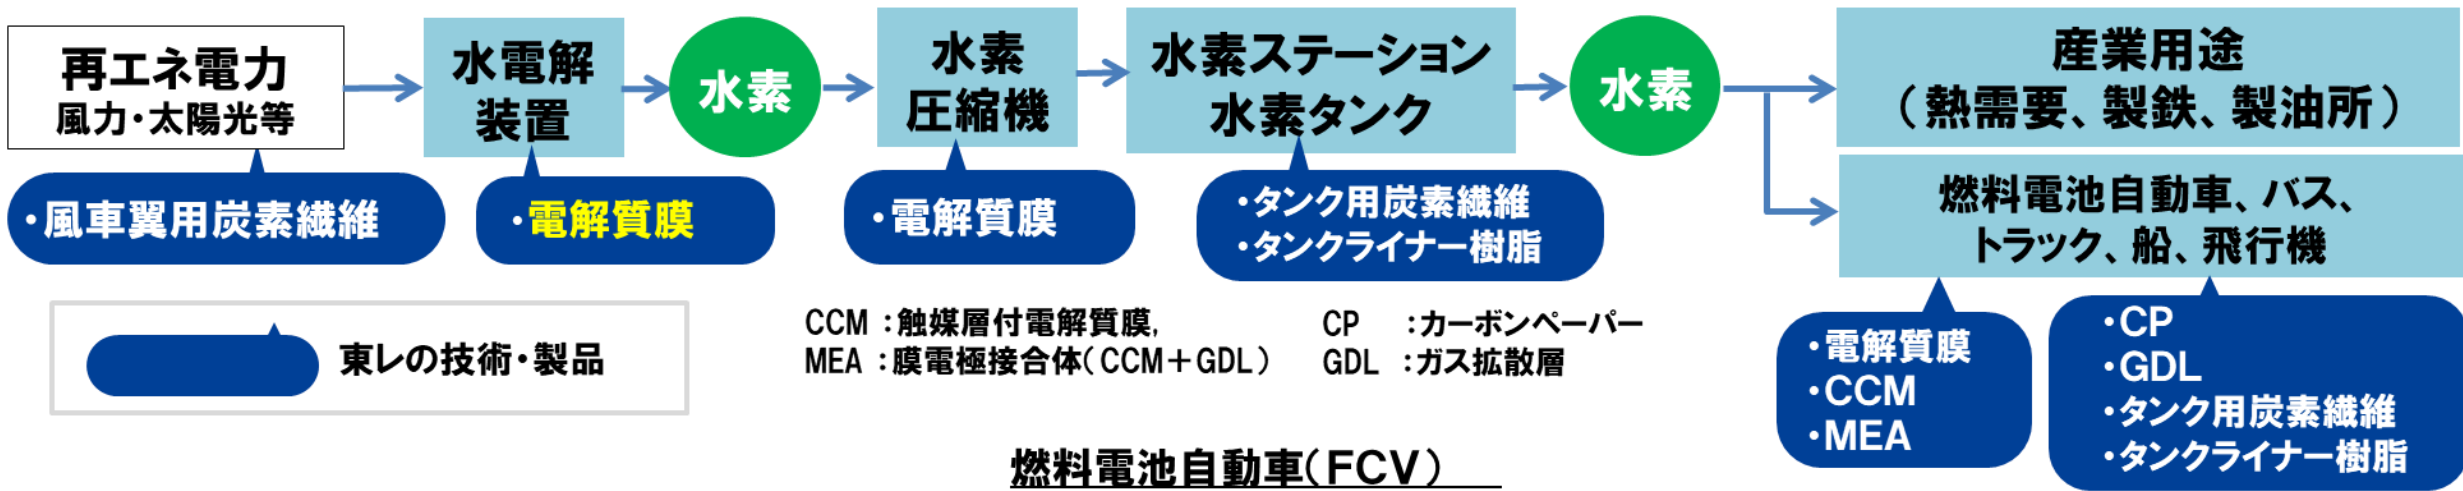 再エネ電力
風力・太陽光等
水電解
装置
水素
水素
圧縮機
水素ステーション
水素タンク
水素
産業用途
(熱需要、製鉄、製油所)
燃料電池自動車、バス、
トラック、船、飛行機
・風車翼用炭素繊維
・電解質膜
・電解質膜
・タンク用炭素繊維
・タンクライナー樹脂
・電解質膜
・CCM
・MEA
・CP
・GDL
・タンク用炭素繊維
・タンクライナー樹脂
東レの技術・製品
CCM :触媒層付電解質膜,
MEA :膜電極接合体(CCM+GDL)
CP :カーボンペーパー
GDL :ガス拡散層
燃料電池自動車(FCV)